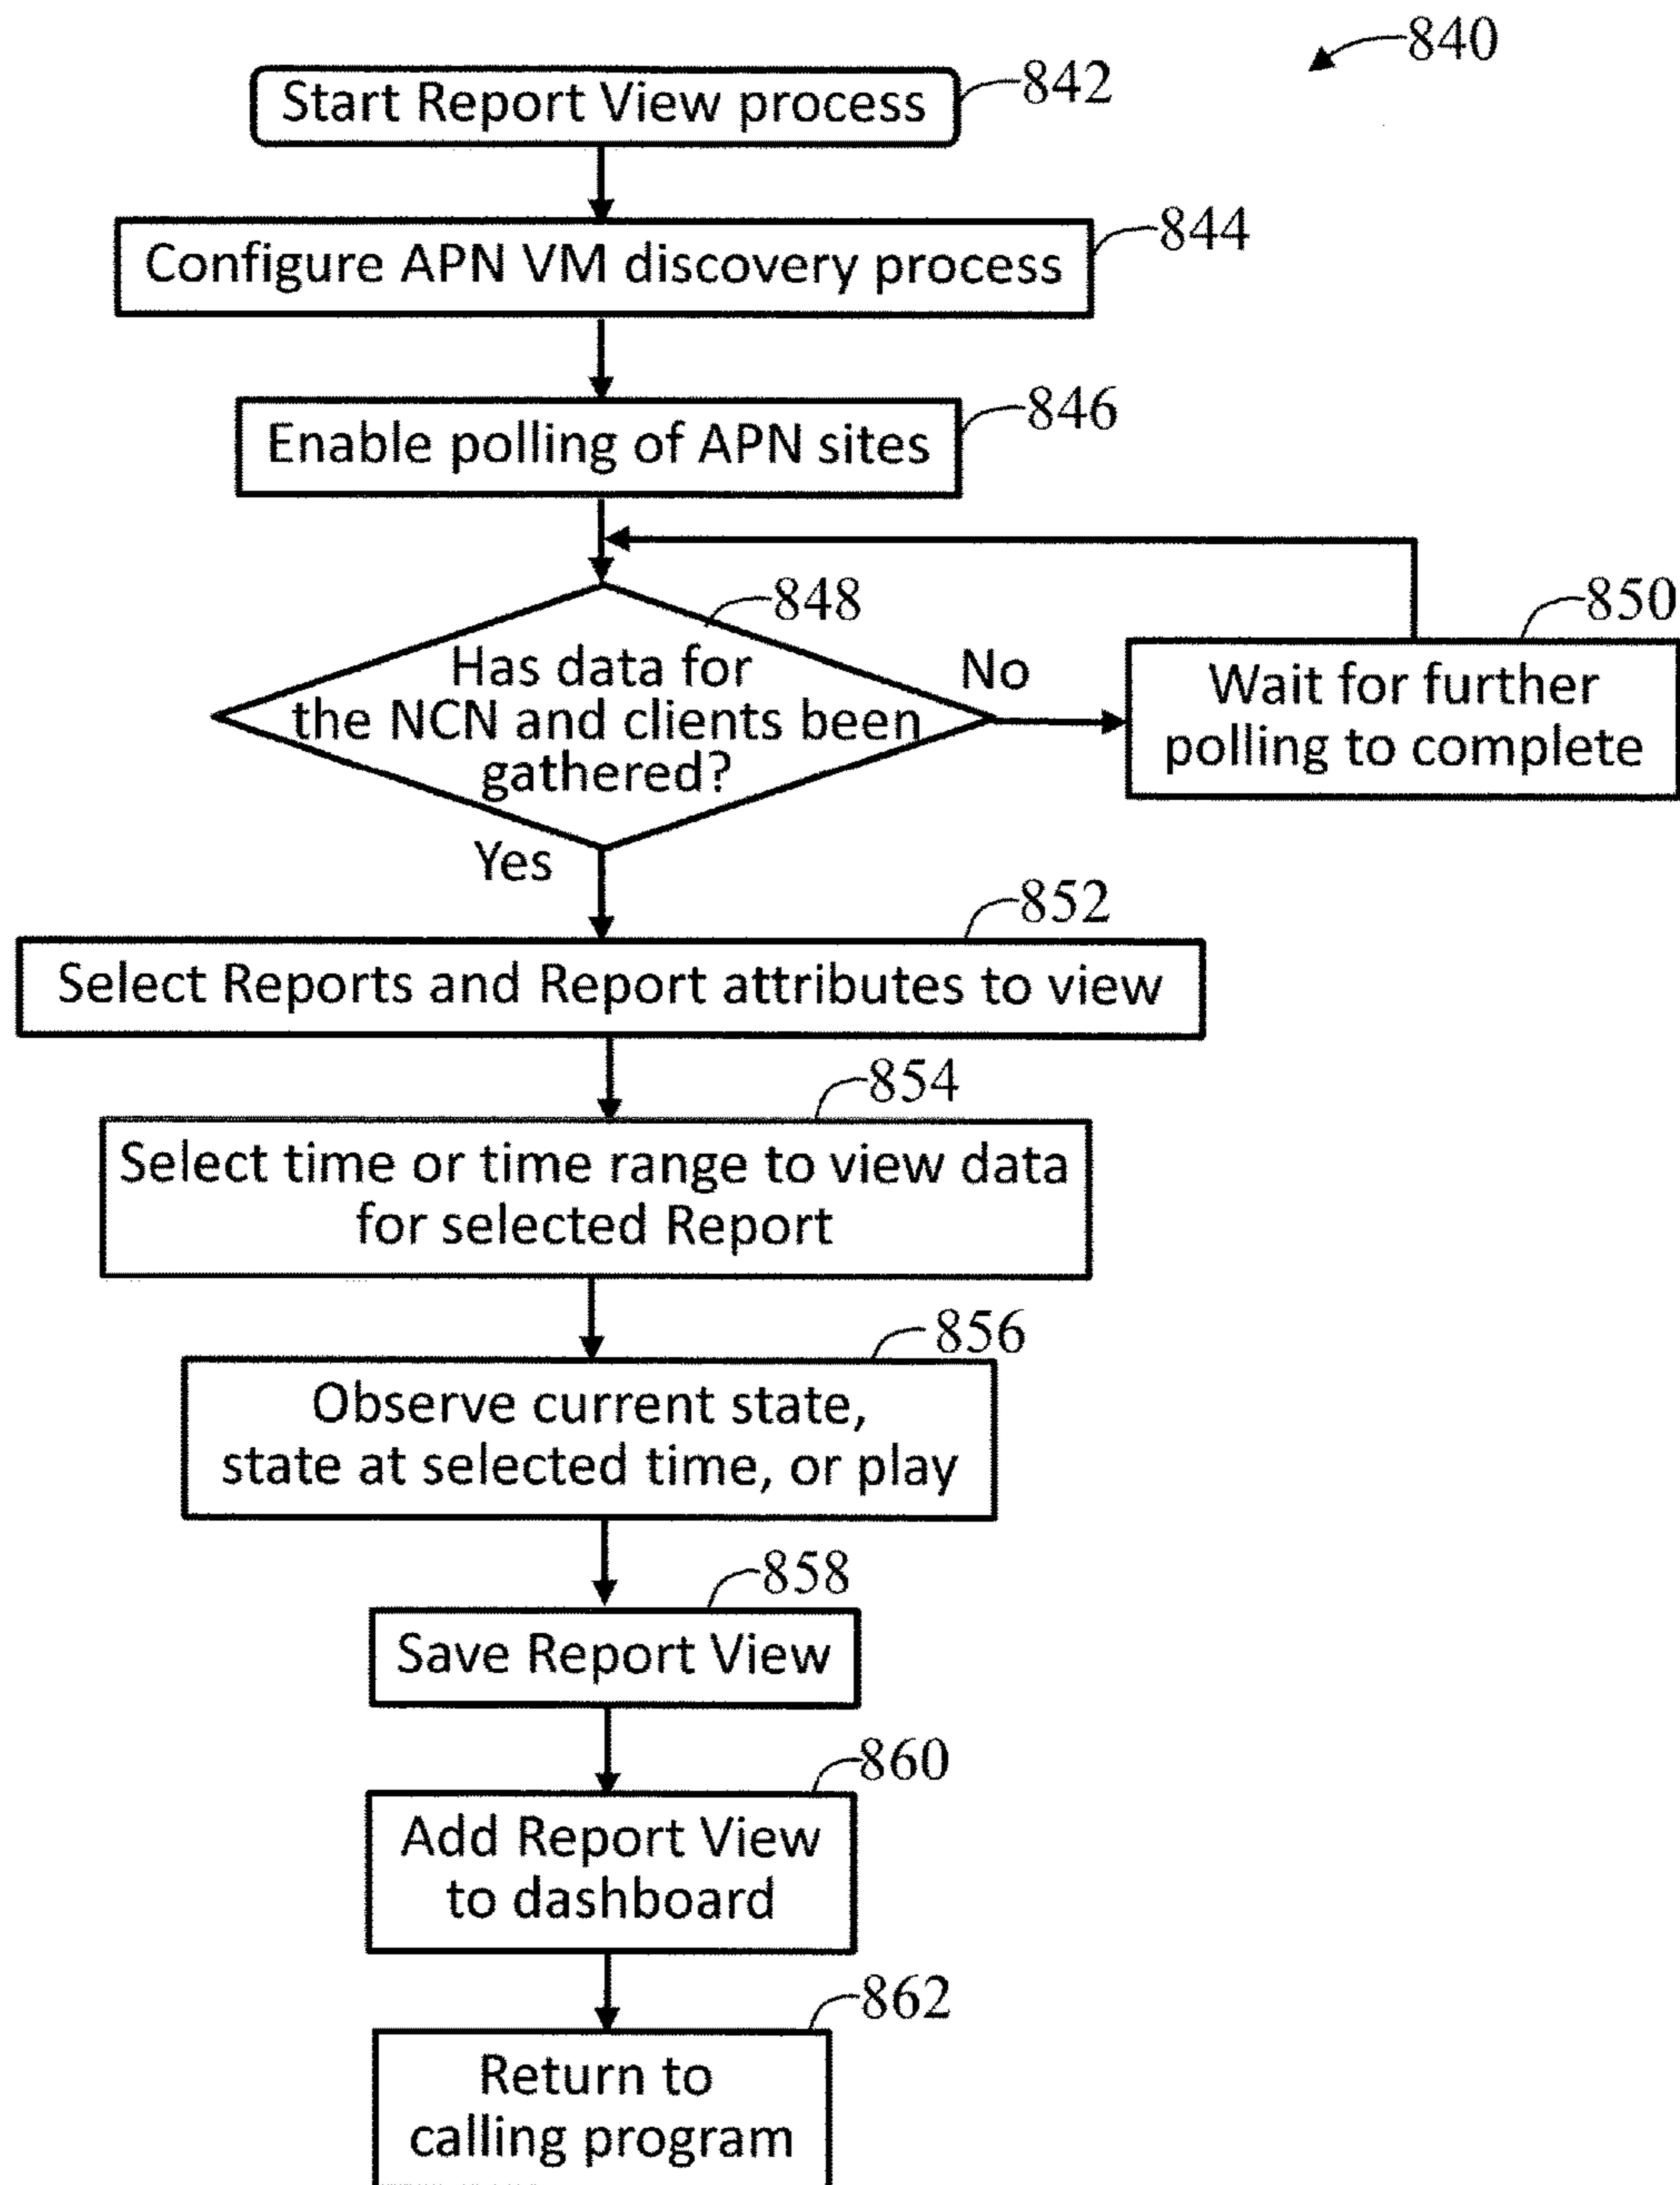 840
Start Report View process
842
Configure APN VM discovery process
844
Enable polling of APN sites
846
848
Has data for
the NCN and clients been
gathered?
No
850
Wait for further
polling to complete
Yes
852
Select Reports and Report attributes to view
854
Select time or time range to view data
for selected Report
856
Observe current state,
state at selected time, or play
858
Save Report View
860
Add Report View
to dashboard
862
Return to
calling program